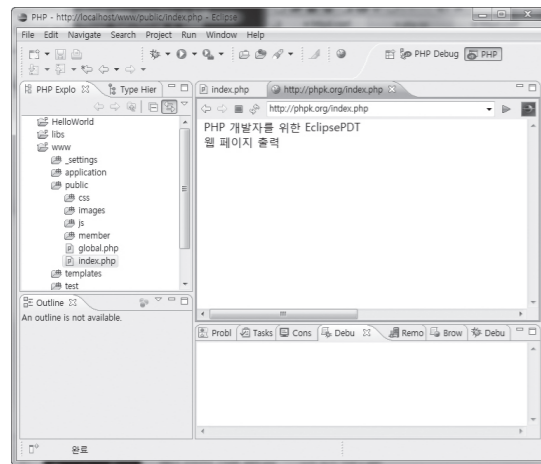 PHP - http://localhost/www/public/index.php - Eclipse
File Edit Navigate Search Project Run Window Help
PHP Debug PHP
PHP Explo Type Hier
index.php http://phpk.org/index.php
http://phpk.org/index.php
HelloWorld
libs
www
_settings
application
public
css
images
js
member
global.php
index.php
templates
test
PHP 개발자를 위한 EclipsePDT
웹 페이지 출력
Outline
An outline is not available.
Probl Tasks Cons Debu Remo Brow Debu
완료